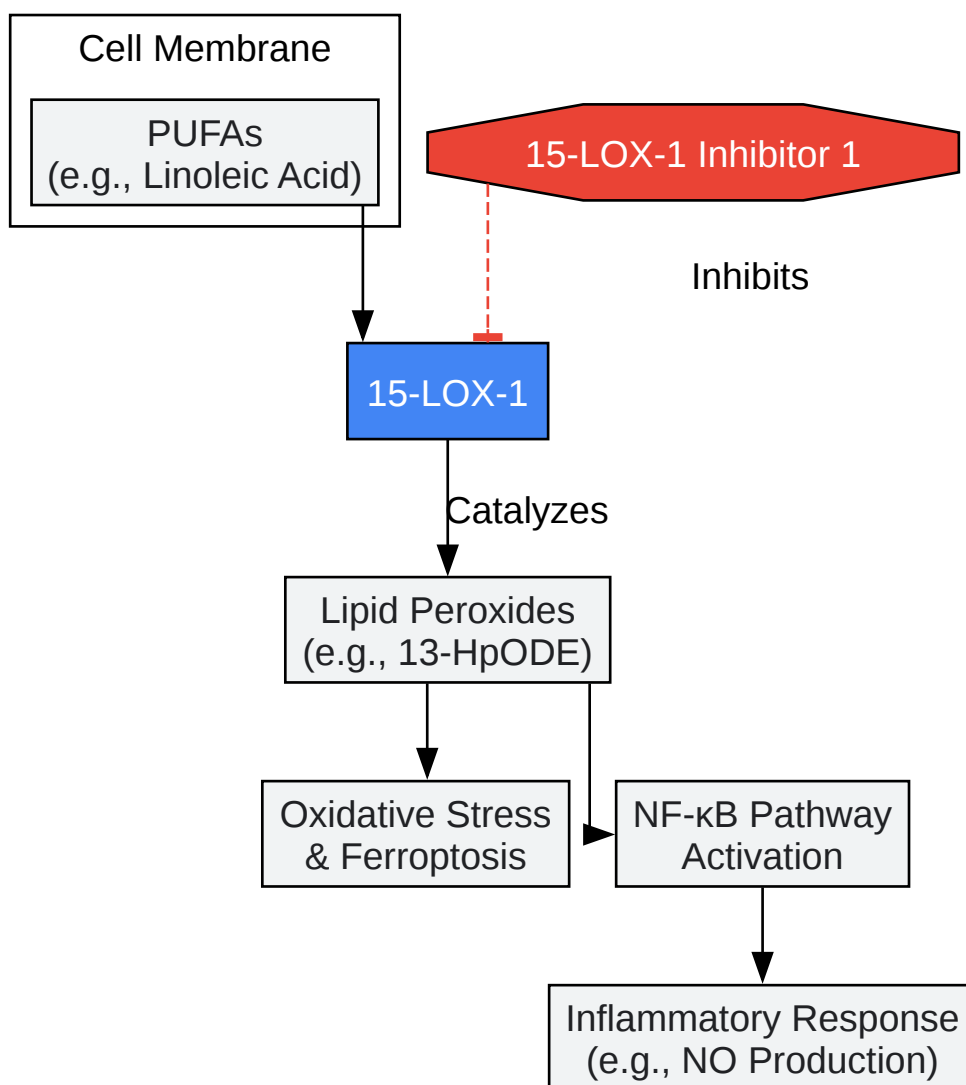 Cell Membrane
PUFAs
(e.g., Linoleic Acid)
15-LOX-1 Inhibitor 1
Inhibits
15-LOX-1
Catalyzes
Lipid Peroxides
(e.g., 13-HpODE)
Oxidative Stress
& Ferroptosis
NF-κB Pathway
Activation
Inflammatory Response
(e.g., NO Production)